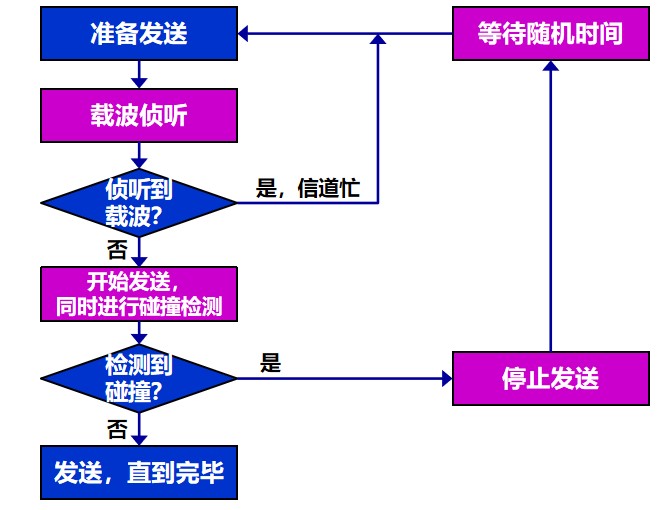 准备发送
等待随机时间
载波侦听
侦听到
载波?
是，信道忙
否
开始发送，
同时进行碰撞检测
检测到
碰撞?
是
停止发送
否
发送，直到完毕